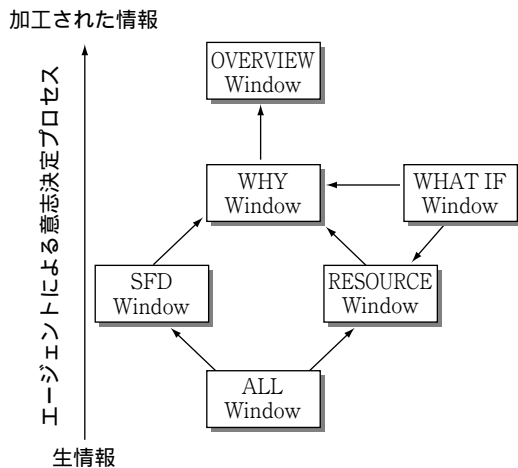 加工された情報
エージェントによる意志決定プロセス
OVERVIEW
Window
WHY
Window
WHAT IF
Window
SFD
Window
RESOURCE
Window
ALL
Window
生情報